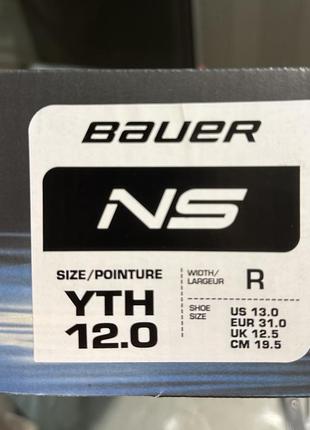 BAUER
NS
SIZE/POINTURE
YTH
12.0
WIDTH/
LARGEUR
R
SHOE
SIZE
US 13.0
EUR 31.0
UK 12.5
CM 19.5